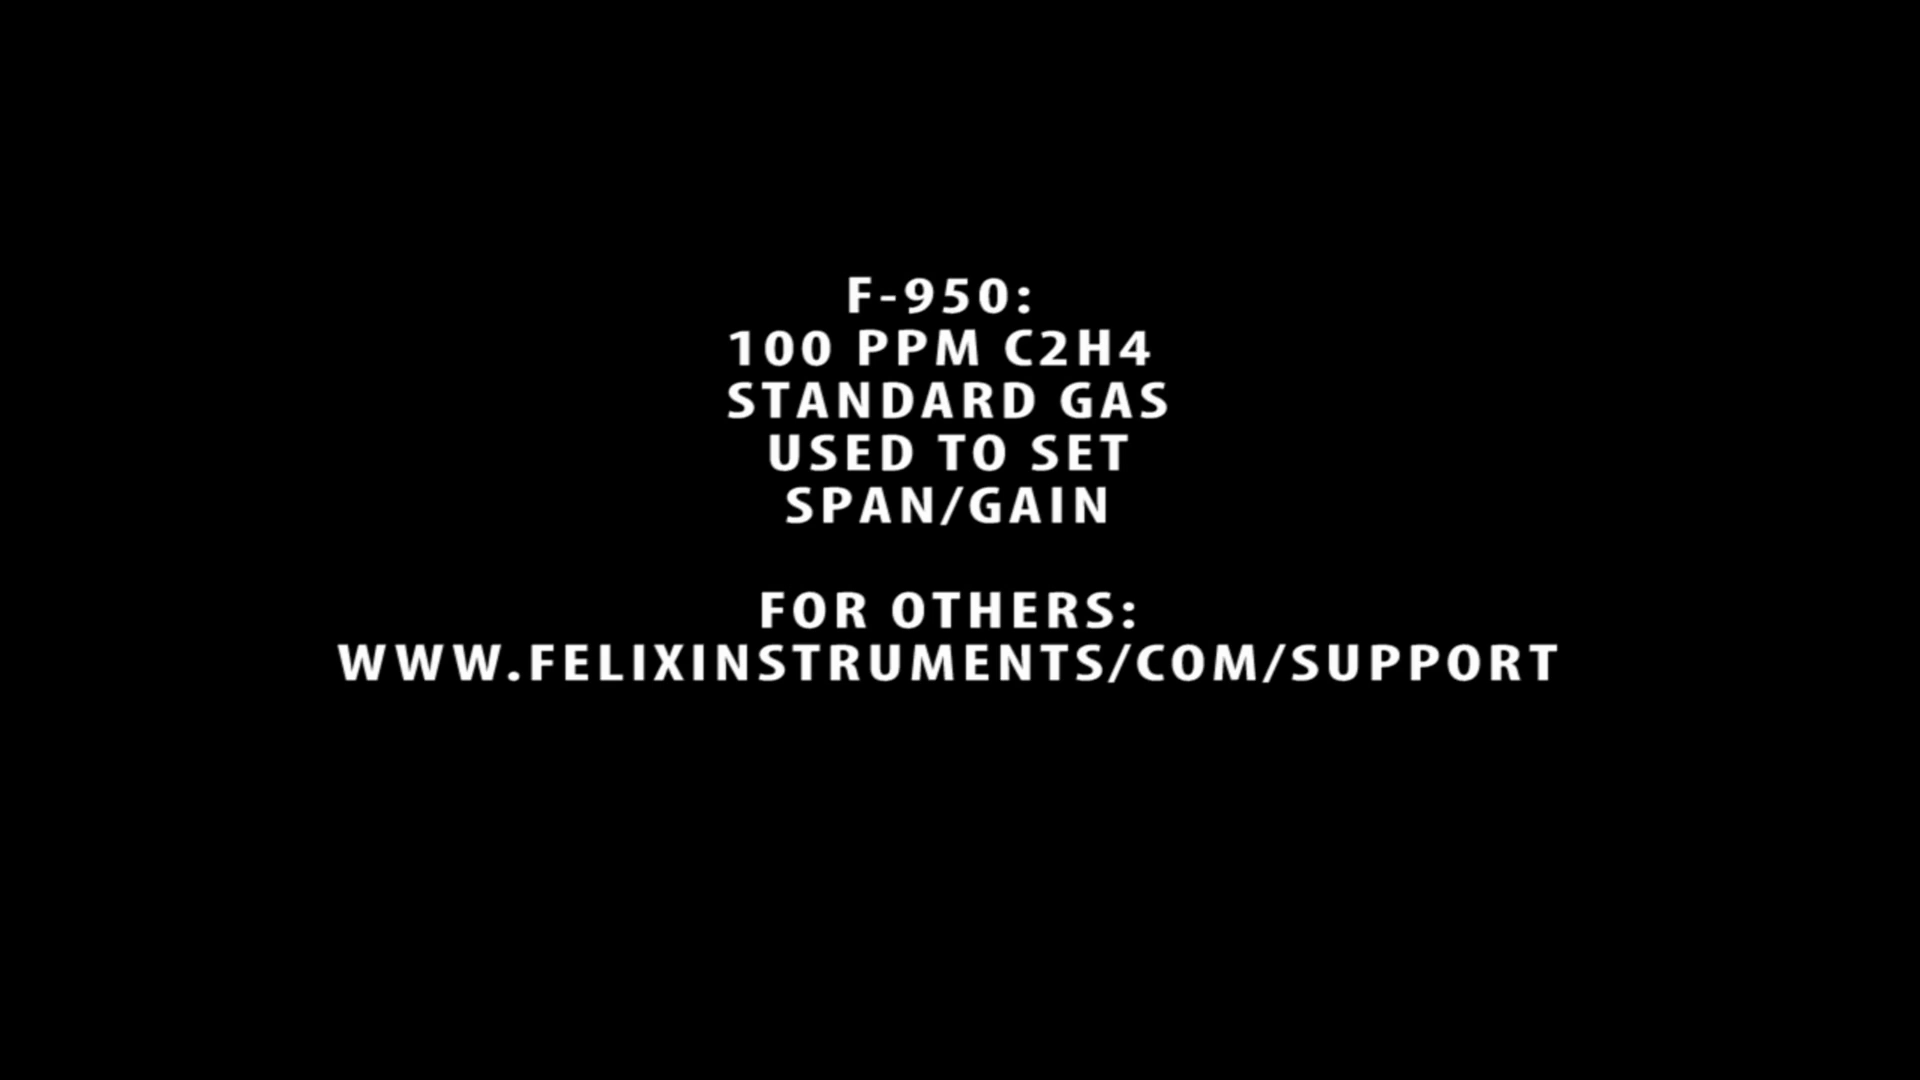 F-950:
100 PPM C2H4
STANDARD GAS
USED TO SET
SPAN/GAIN
FOR OTHERS:
WWW.FELIXINSTRUMENTS/COM/SUPPORT